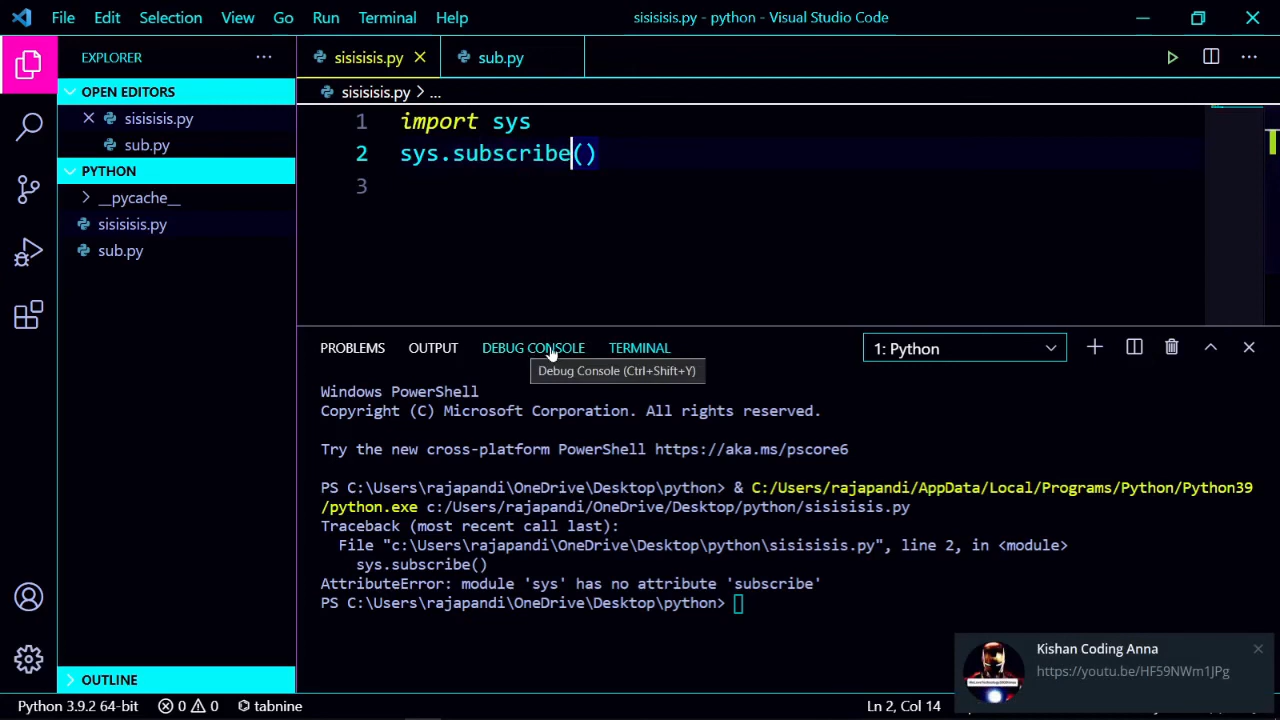 File Edit Selection View Go Run Terminal Help
sisisisis.py - python - Visual Studio Code
EXPLORER
OPEN EDITORS
sisisisis.py
sub.py
PYTHON
__pycache__
sisisisis.py
sub.py
OUTLINE
sisisisis.py
sub.py
sisisisis.py > ...
1 import sys
2 sys.subscribe()
3
PROBLEMS OUTPUT DEBUG CONSOLE TERMINAL
1: Python
Debug Console (Ctrl+Shift+Y)
Windows PowerShell
Copyright (C) Microsoft Corporation. All rights reserved.
Try the new cross-platform PowerShell https://aka.ms/pscore6
PS C:\Users\rajapandi\OneDrive\Desktop\python> & C:/Users/rajapandi/AppData/Local/Programs/Python/Python39
/python.exe c:/Users/rajapandi/OneDrive/Desktop/python/sisisisis.py
Traceback (most recent call last):
File "c:\Users\rajapandi\OneDrive\Desktop\python\sisisisis.py", line 2, in <module>
sys.subscribe()
AttributeError: module 'sys' has no attribute 'subscribe'
PS C:\Users\rajapandi\OneDrive\Desktop\python>
Kishan Coding Anna
https://youtu.be/HF59NWm1JPg
Python 3.9.2 64-bit
0
0
tabnine
Ln 2, Col 14